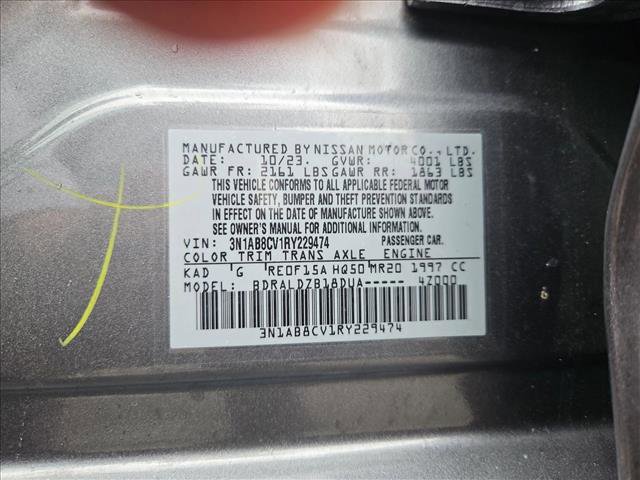 MANUFACTURED BY NISSAN MOTOR CO., LTD.
DATE: 10/23. GVWR: 4001 LBS
GAWR FR: 2161 LBS GAWR RR: 1863 LBS
THIS VEHICLE CONFORMS TO ALL APPLICABLE FEDERAL MOTOR
VEHICLE SAFETY, BUMPER AND THEFT PREVENTION STANDARDS
IN EFFECT ON THE DATE OF MANUFACTURE SHOWN ABOVE.
SEE OWNER'S MANUAL FOR ADDITIONAL INFORMATION.
VIN: 3N1AB8CV1RY229474 PASSENGER CAR.
COLOR TRIM TRANS AXLE ENGINE
KAD G RE0F15A HQ50 MR20 1997 CC
MODEL: BDRALDZB18DUA----- 4Z000
3N1AB8CV1RY229474